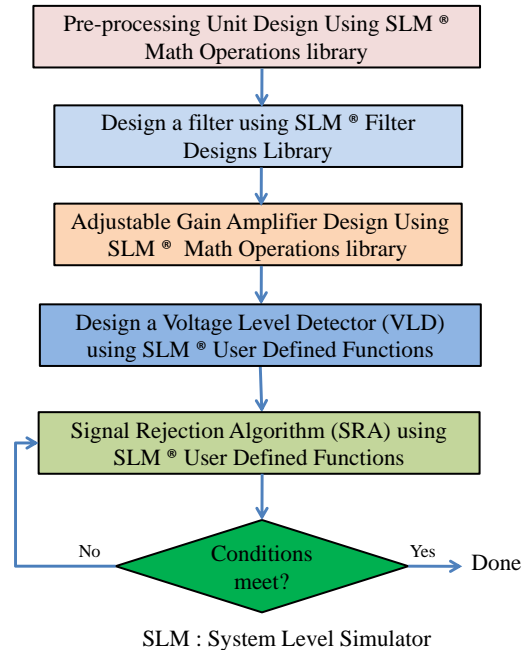 Pre-processing Unit Design Using SLM ®
Math Operations library
Design a filter using SLM ® Filter
Designs Library
Adjustable Gain Amplifier Design Using
SLM ® Math Operations library
Design a Voltage Level Detector (VLD)
using SLM ® User Defined Functions
Signal Rejection Algorithm (SRA) using
SLM ® User Defined Functions
No
Conditions
meet?
Yes
Done
SLM : System Level Simulator